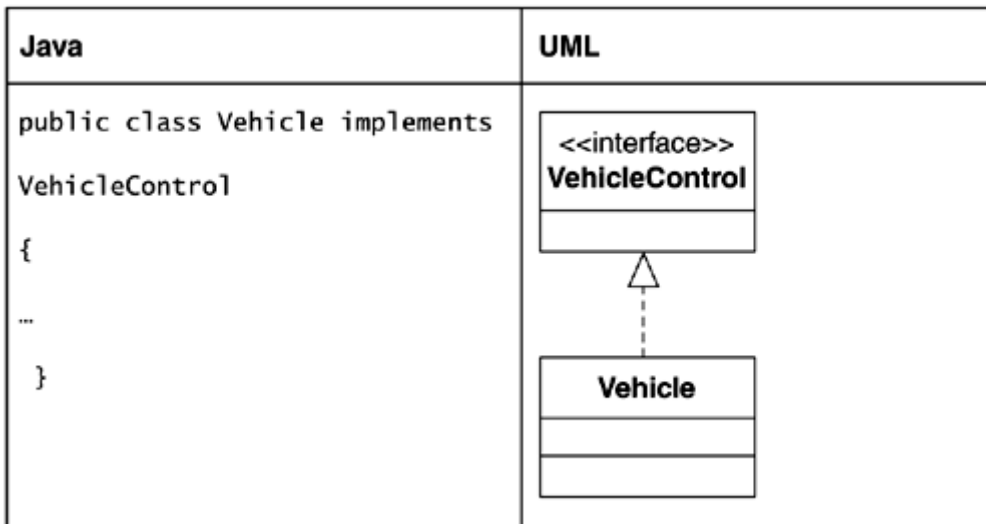 Java
UML
public class Vehicle implements
VehicleControl
{
…
}
<<interface>>
VehicleControl
Vehicle